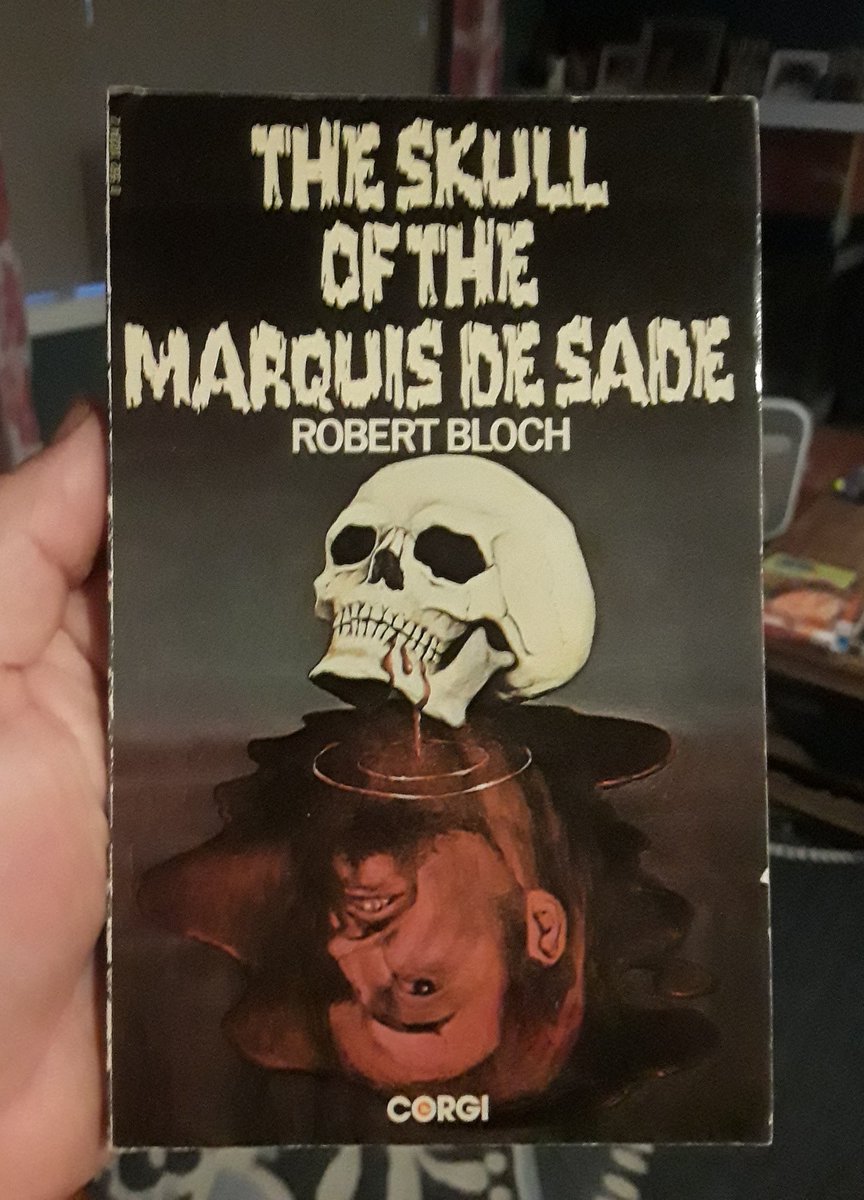 THE SKULL
OF THE
MARQUIS DE SADE
ROBERT BLOCH
CORGI